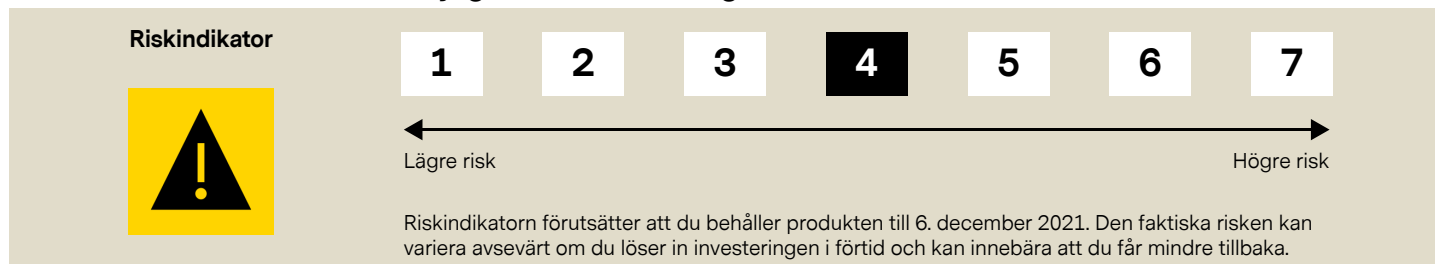 Riskindikator
1 2 3 4 5 6 7
Lägre risk Högre risk
Riskindikatorn förutsätter att du behåller produkten till 6. december 2021. Den faktiska risken kan
variera avsevärt om du löser in investeringen i förtid och kan innebära att du får mindre tillbaka.